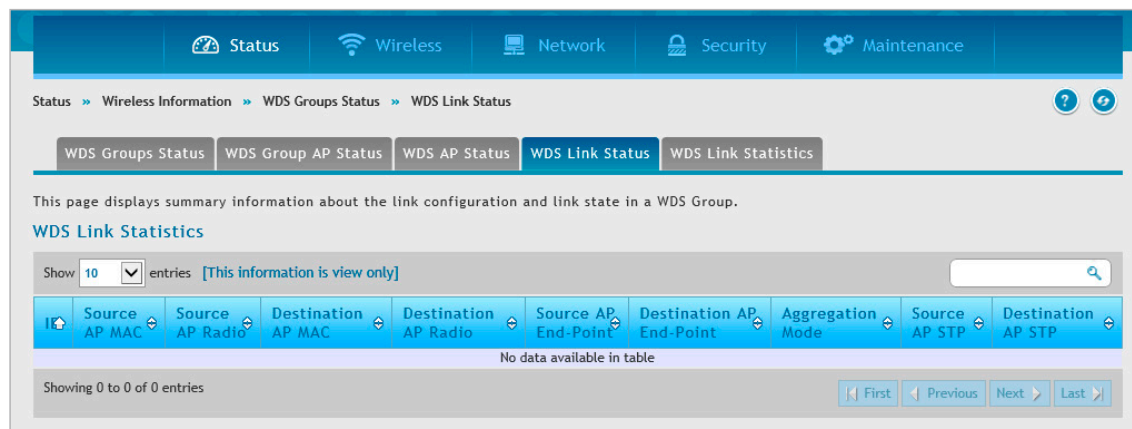 Status Wireless Network Security Maintenance
Status » Wireless Information » WDS Groups Status » WDS Link Status ?
WDS Groups Status WDS Group AP Status WDS AP Status WDS Link Status WDS Link Statistics
This page displays summary information about the link configuration and link state in a WDS Group.
WDS Link Statistics
Show 10 entries [This information is view only]
Source Source Destination Destination Source AP Destination AP Aggregation Source Destination
AP MAC AP Radio AP MAC AP Radio End-Point End-Point Mode AP STP AP STP
No data available in table
Showing 0 to 0 of 0 entries First Previous Next Last